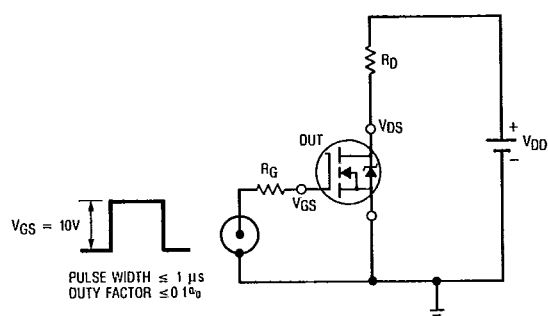 RD
VDS
DUT
+
VDD
−
RG
VGS
VGS = 10V
PULSE WIDTH ≤ 1 µs
DUTY FACTOR ≤ 0 1%